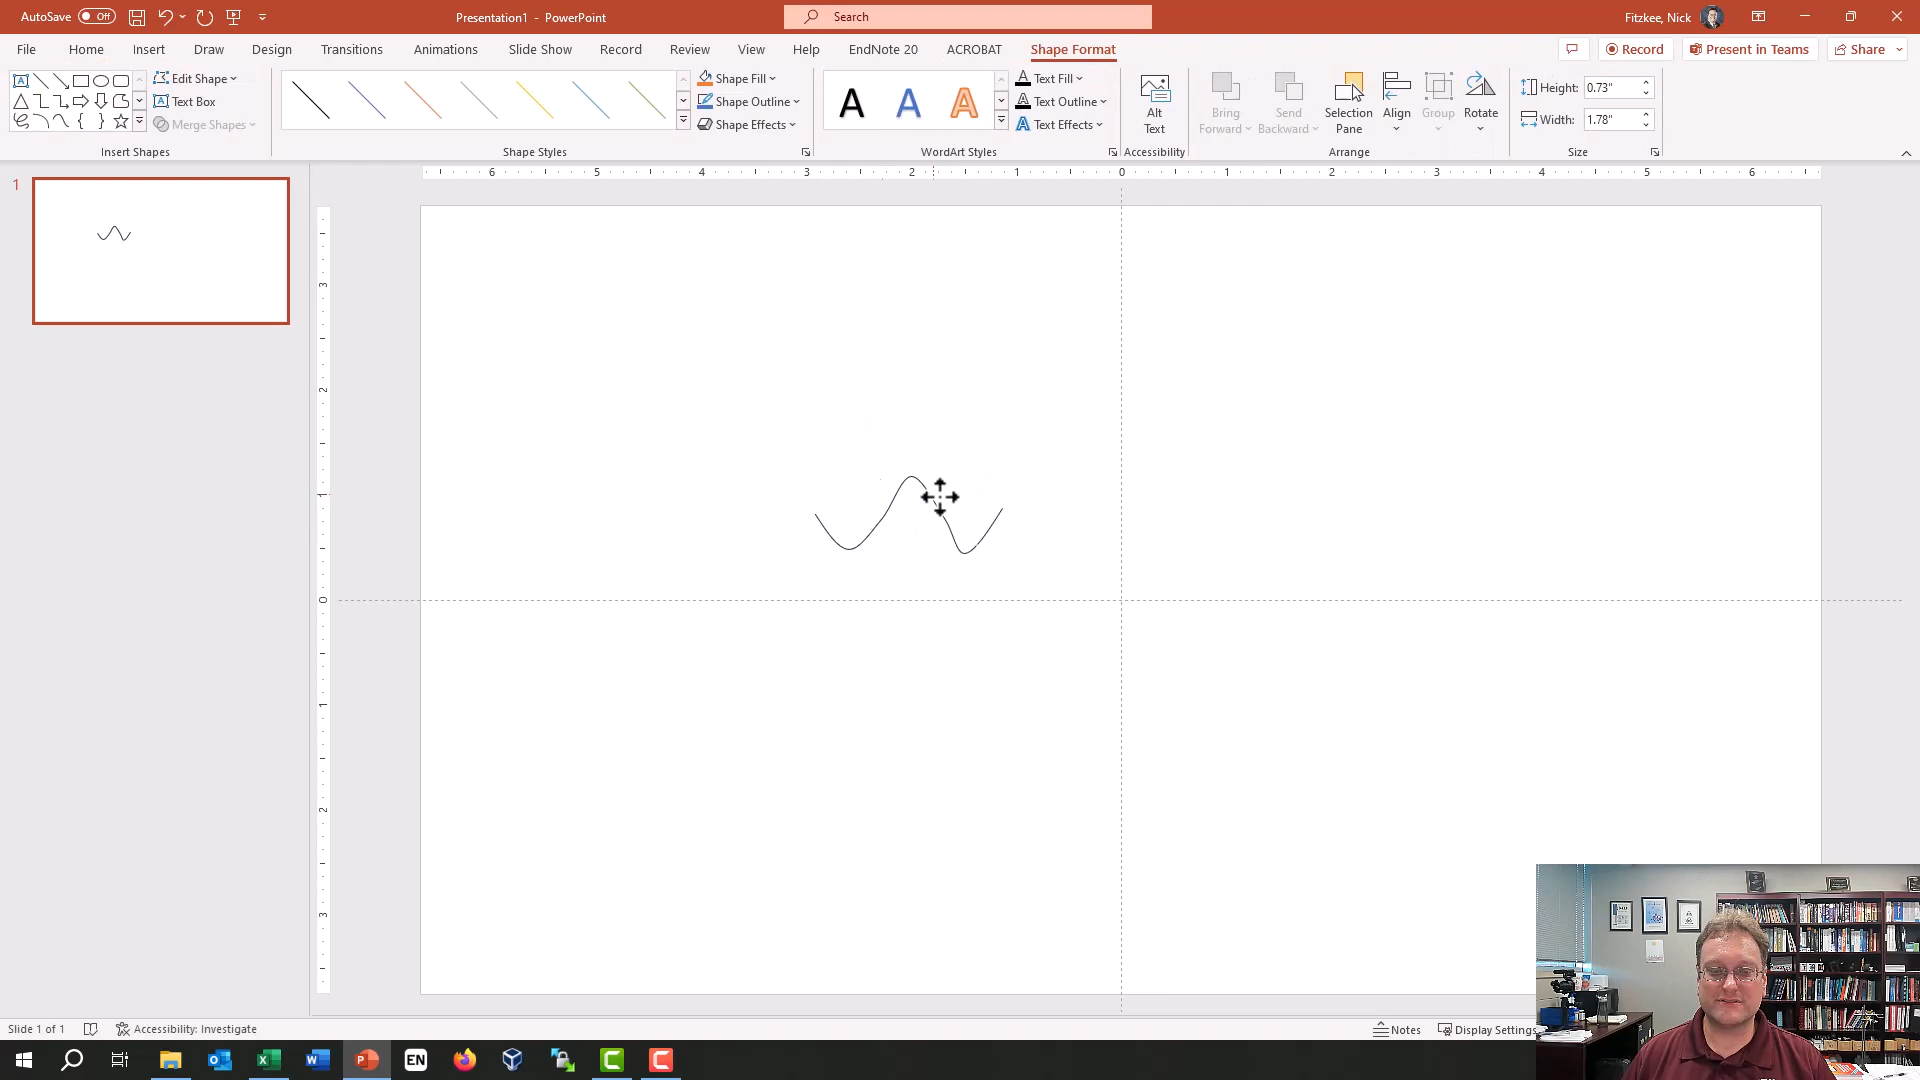 AutoSave Off Presentation1 - PowerPoint Search Fitzkee, Nick
File Home Insert Draw Design Transitions Animations Slide Show Record Review View Help EndNote 20 ACROBAT Shape Format Record Present in Teams Share
Edit Shape
Text Box
Merge Shapes
Insert Shapes
Shape Fill
Shape Outline
Shape Effects
Shape Styles
A A A
Text Fill
Text Outline
Text Effects
WordArt Styles
Alt Text
Accessibility
Bring Forward
Send Backward
Selection Pane
Align
Group
Rotate
Arrange
Height: 0.73"
Width: 1.78"
Size
6 5 4 3 2 1 0 1 2 3 4 5 6
1
3
2
1
0
1
2
3
Slide 1 of 1 Accessibility: Investigate Notes Display Settings
EN